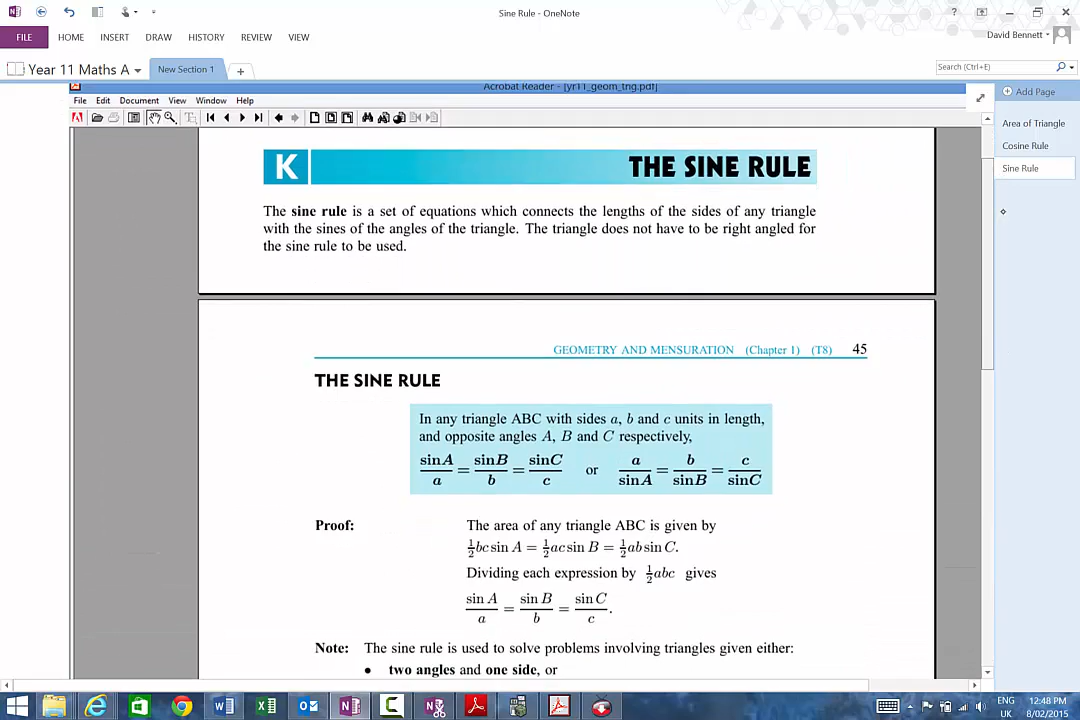 Sine Rule - OneNote
?
David Bennett
FILE HOME INSERT DRAW HISTORY REVIEW VIEW
Year 11 Maths A New Section 1 +
Search (Ctrl+E)
Acrobat Reader - [yr11_geom_tng.pdf]
File Edit Document View Window Help
Add Page
Area of Triangle
Cosine Rule
Sine Rule
K THE SINE RULE
The sine rule is a set of equations which connects the lengths of the sides of any triangle
with the sines of the angles of the triangle. The triangle does not have to be right angled for
the sine rule to be used.
GEOMETRY AND MENSURATION (Chapter 1) (T8) 45
THE SINE RULE
In any triangle ABC with sides a, b and c units in length,
and opposite angles A, B and C respectively,
sinA/a = sinB/b = sinC/c or a/sinA = b/sinB = c/sinC
Proof: The area of any triangle ABC is given by
½bc sin A = ½ac sin B = ½ab sin C.
Dividing each expression by ½abc gives
sin A/a = sin B/b = sin C/c.
Note: The sine rule is used to solve problems involving triangles given either:
• two angles and one side, or
ENG 12:48 PM
UK 8/02/2015